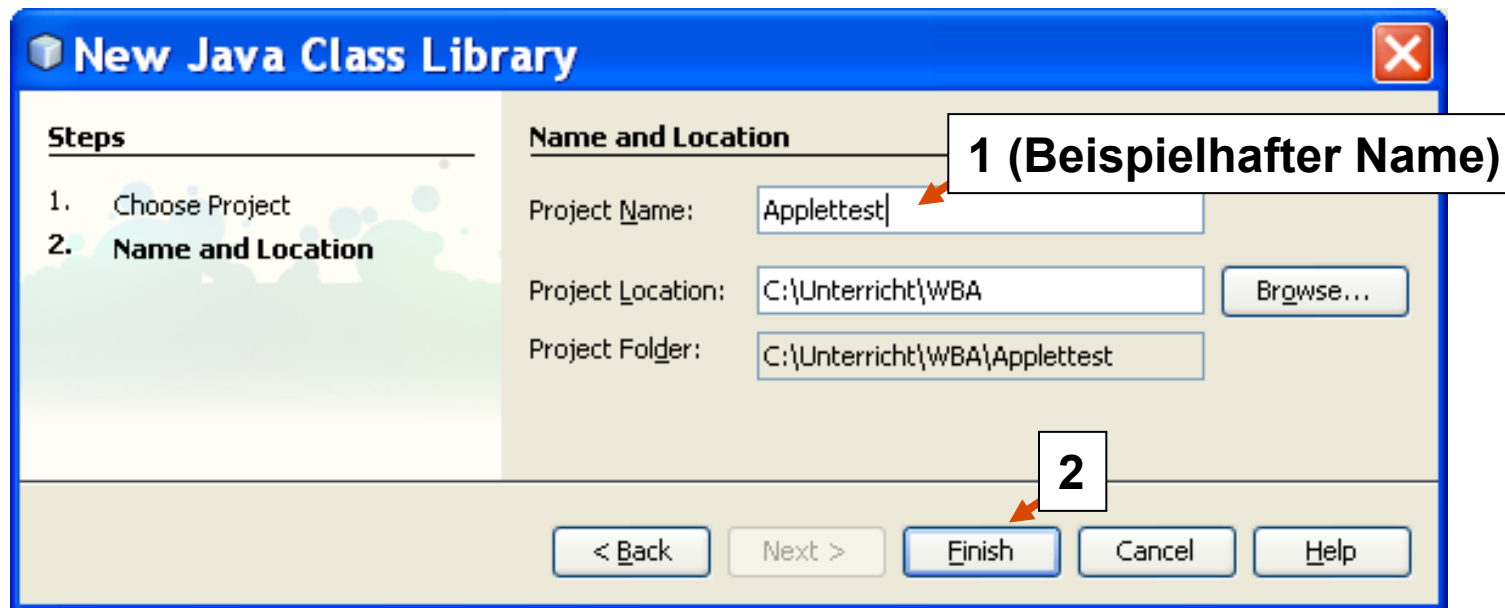 New Java Class Library
Steps
1. Choose Project
2. Name and Location
Name and Location
1 (Beispielhafter Name)
Project Name: Applettest
Project Location: C:\Unterricht\WBA Browse...
Project Folder: C:\Unterricht\WBA\Applettest
2
< Back Next > Finish Cancel Help